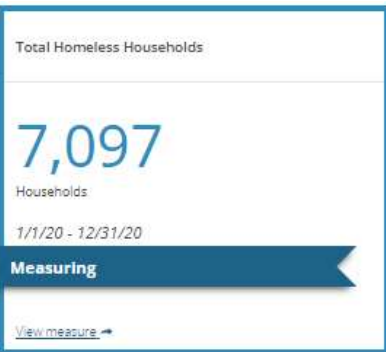 Total Homeless Households
7,097
Households
1/1/20 - 12/31/20
Measuring
View measure